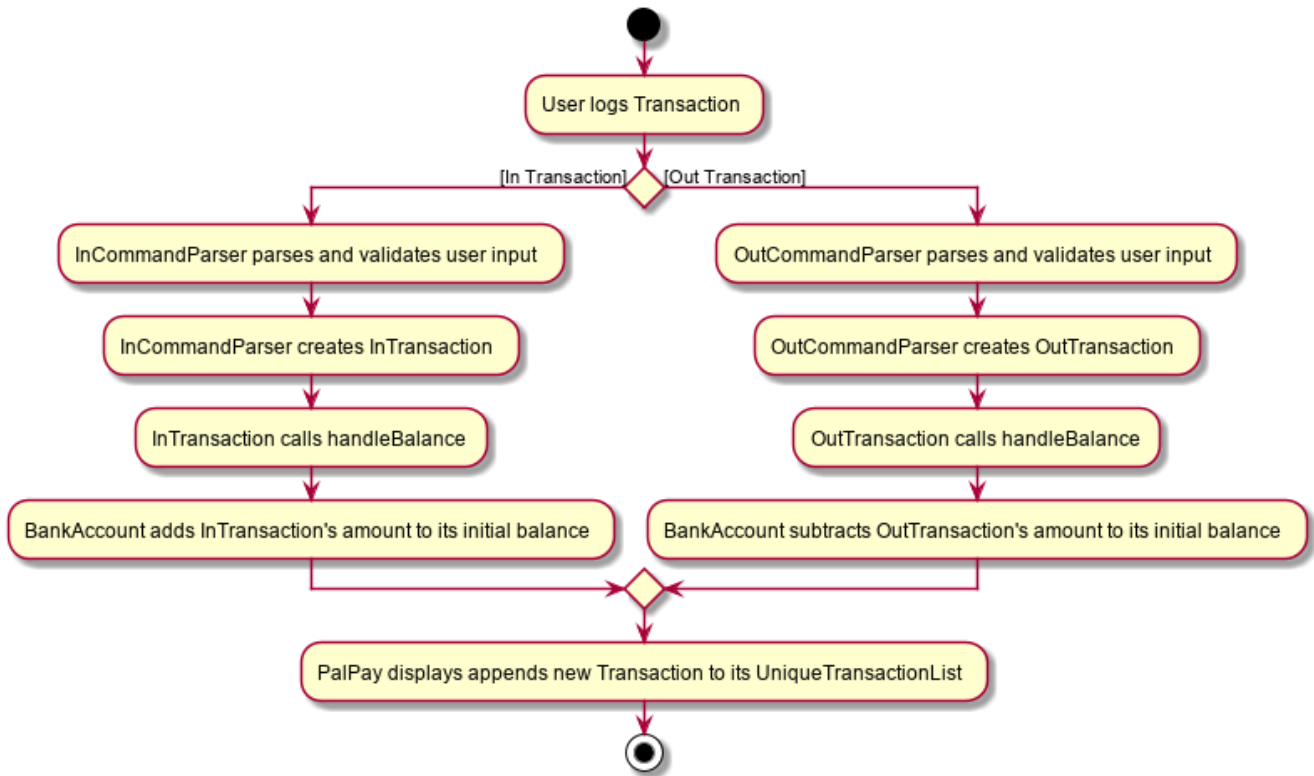 User logs Transaction
[In Transaction]
[Out Transaction]
InCommandParser parses and validates user input
OutCommandParser parses and validates user input
InCommandParser creates InTransaction
OutCommandParser creates OutTransaction
InTransaction calls handleBalance
OutTransaction calls handleBalance
BankAccount adds InTransaction's amount to its initial balance
BankAccount subtracts OutTransaction's amount to its initial balance
PalPay displays appends new Transaction to its UniqueTransactionList